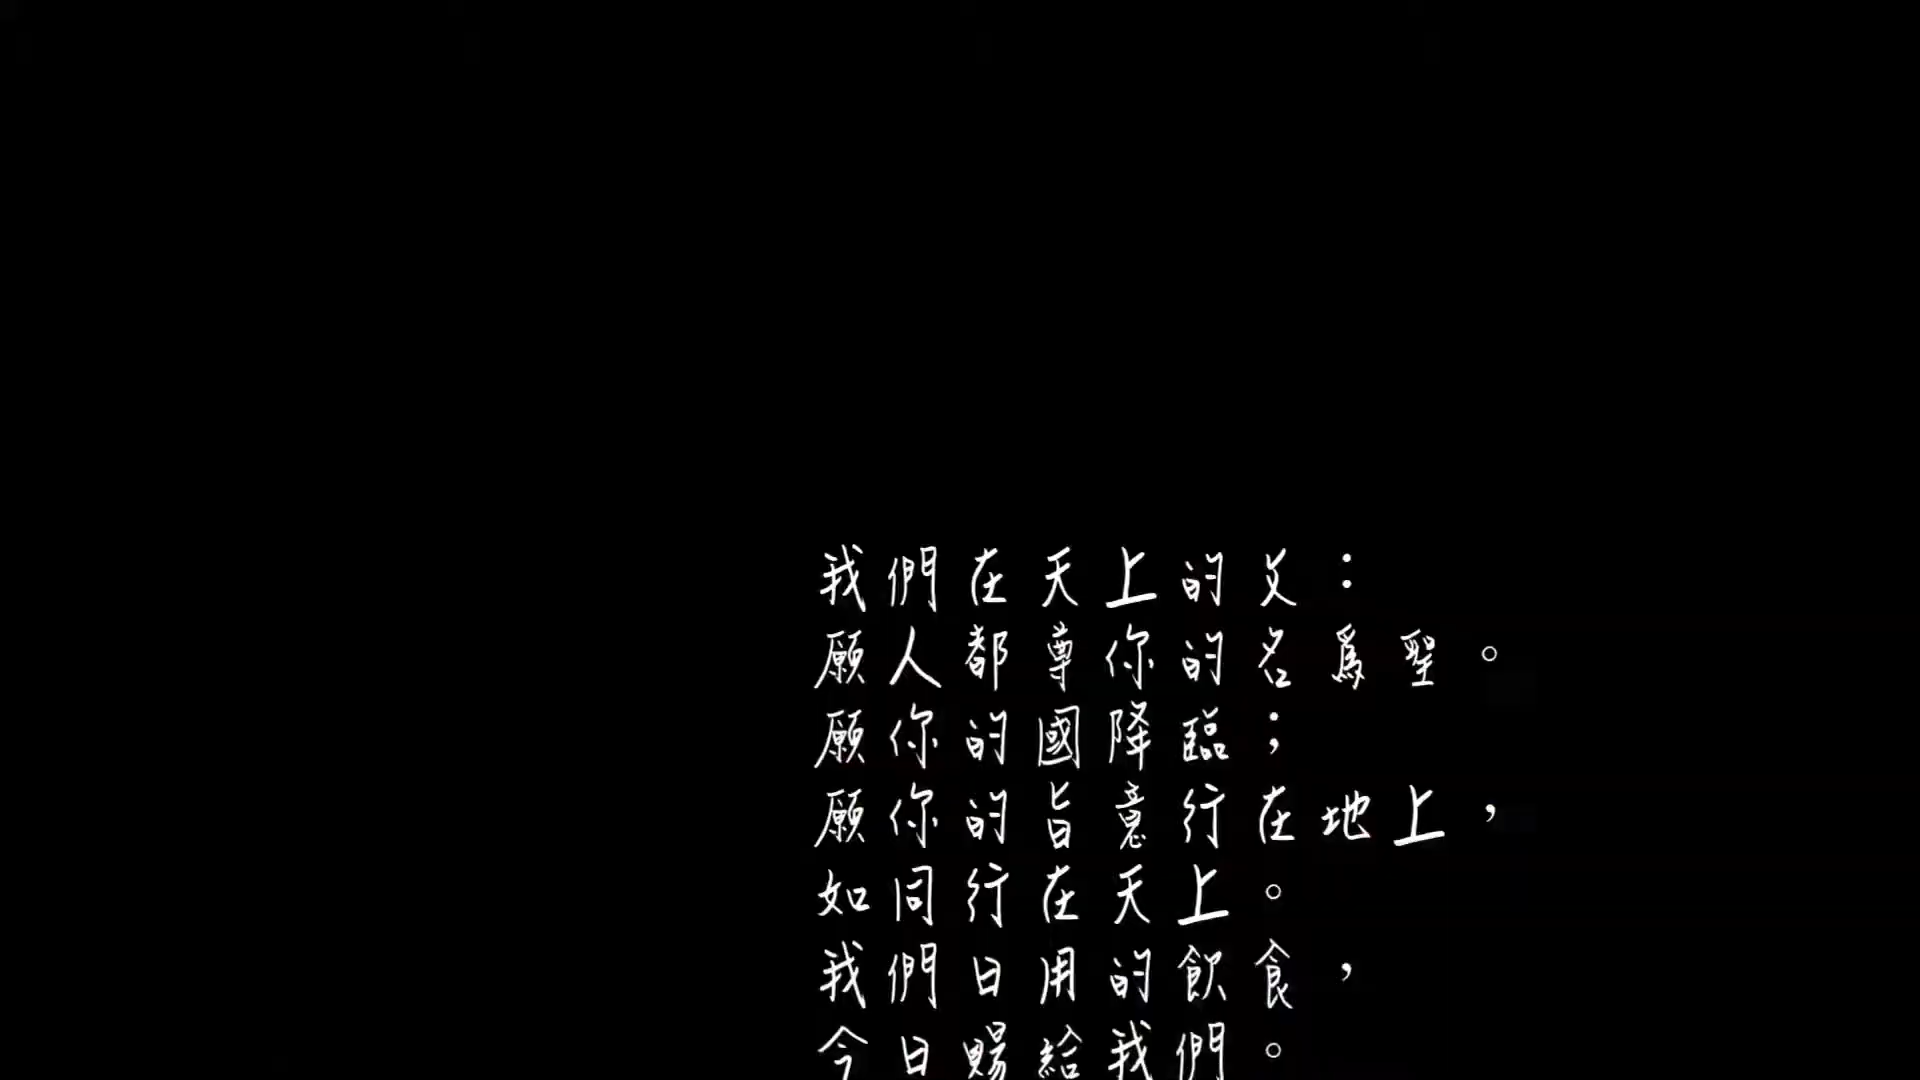 我們在天上的父：
願人都尊你的名爲聖。
願你的國降臨；
願你的旨意行在地上，
如同行在天上。
我們日用的飲食，
今日賜給我們。